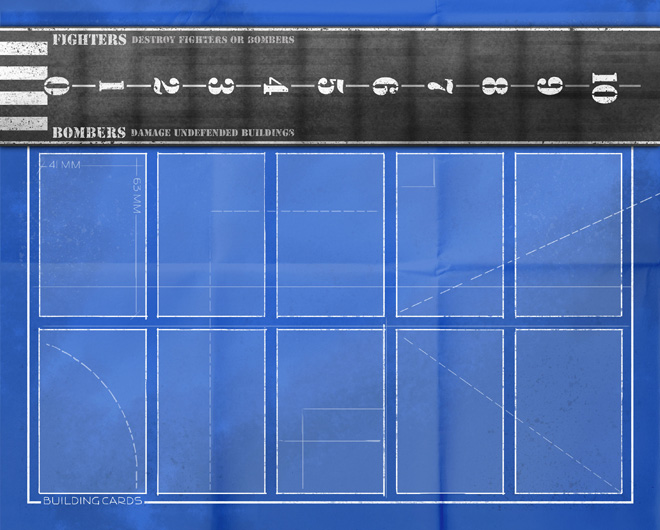 FIGHTERS DESTROY FIGHTERS OR BOMBERS
0 1 2 3 4 5 6 7 8 9 10
BOMBERS DAMAGE UNDEFENDED BUILDINGS
41 MM
63 MM
BUILDING CARDS